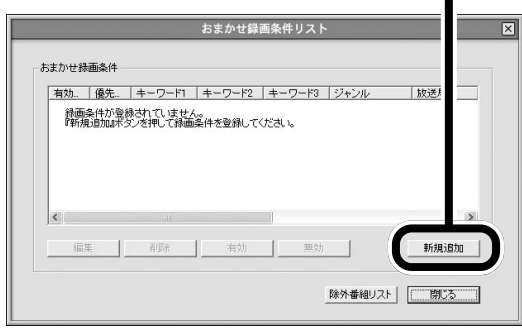 おまかせ録画条件リスト
おまかせ録画条件
有効.. 優先.. キーワード1 キーワード2 キーワード3 ジャンル 放送
録画条件が登録されていません。
『新規追加』ボタンを押して録画条件を登録してください。
編集 削除 有効 無効 新規追加
除外番組リスト 閉じる